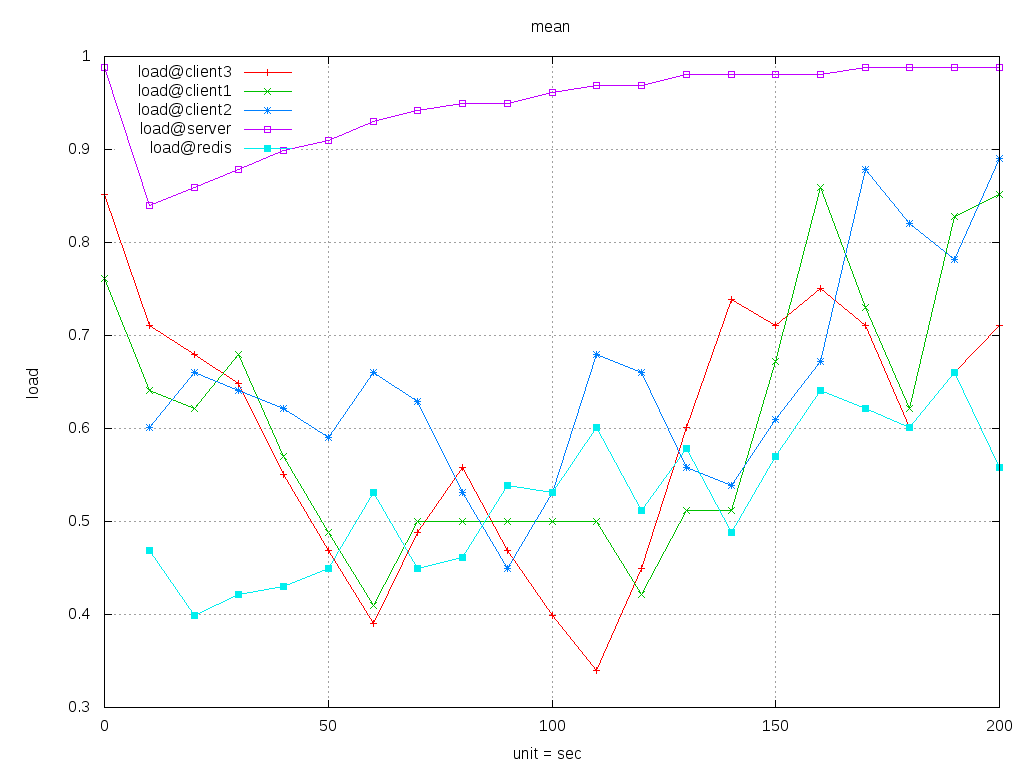 mean
load@client3
load@client1
load@client2
load@server
load@redis
1
0.9
0.8
0.7
0.6
0.5
0.4
0.3
load
0 50 100 150 200
unit = sec